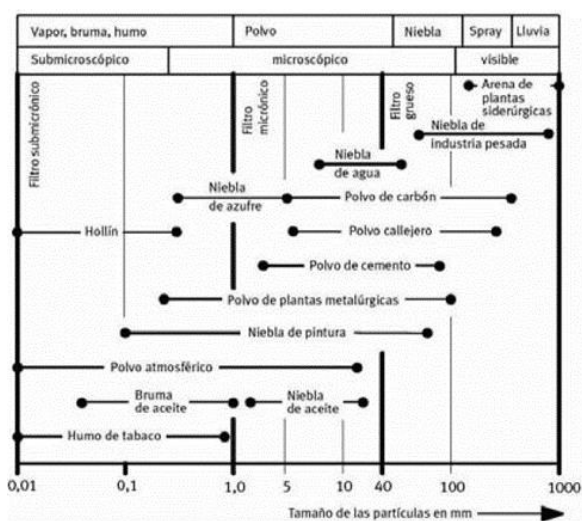 Vapor, bruma, humo
Polvo
Niebla
Spray
Lluvia
Submicroscópico
microscópico
visible
Filtro submicrónico
Filtro
micrónico
Filtro
grueso
Arena de
plantas
siderúrgicas
Niebla de
industria pesada
Niebla
de agua
Niebla
de azufre
Polvo de carbón
Hollín
Polvo callejero
Polvo de cemento
Polvo de plantas metalúrgicas
Niebla de pintura
Polvo atmosférico
Bruma
de aceite
Niebla
de aceite
Humo de tabaco
0,01
0,1
1,0
5
10
40
100
1000
Tamaño de las partículas en mm